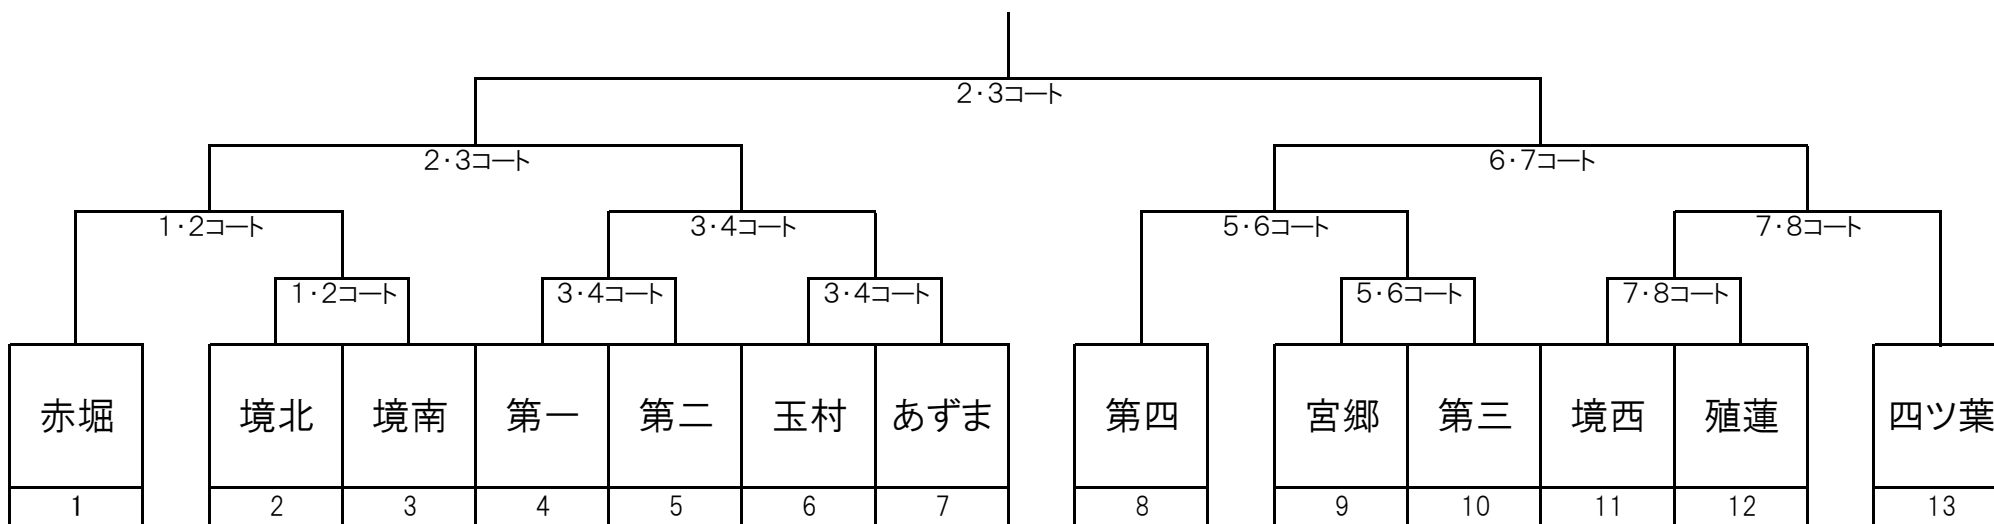 2・3コート
2・3コート
6・7コート
1・2コート
3・4コート
5・6コート
7・8コート
1・2コート
3・4コート
3・4コート
5・6コート
7・8コート
赤堀
境北
境南
第一
第二
玉村
あずま
第四
宮郷
第三
境西
殖蓮
四ツ葉
1
2
3
4
5
6
7
8
9
10
11
12
13